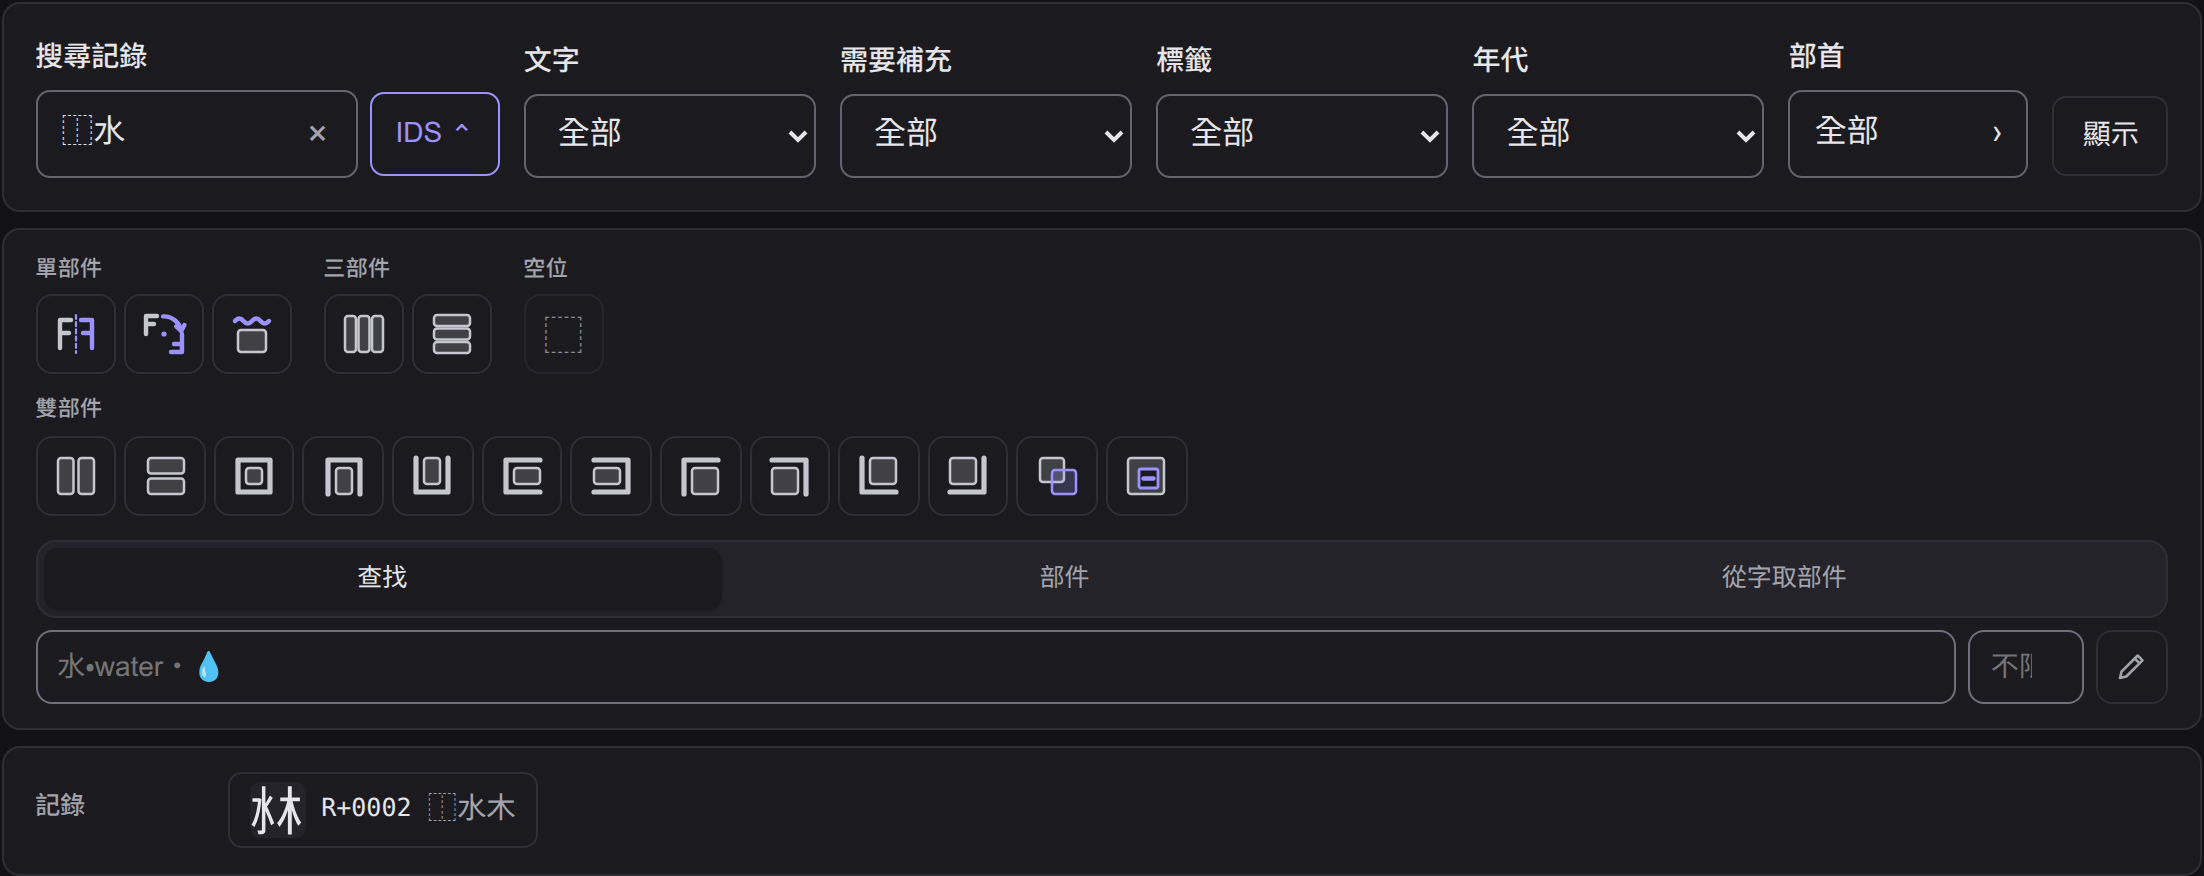 搜尋記錄 文字 需要補充 標籤 年代 部首
⿰水 × IDS ⌃ 全部 全部 全部 全部 全部 › 顯示
單部件 三部件 空位
雙部件
查找 部件 從字取部件
水•water・💧 不限
記錄 R+0002 ⿰水木